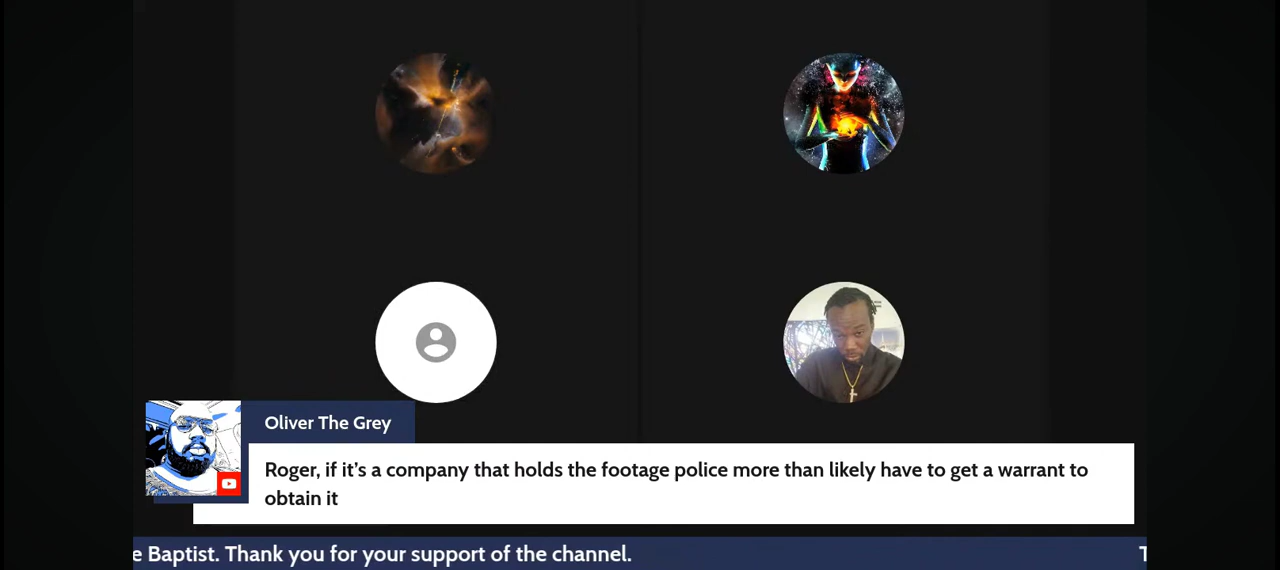 Oliver The Grey
Roger, if it’s a company that holds the footage police more than likely have to get a warrant to
obtain it
e Baptist. Thank you for your support of the channel.